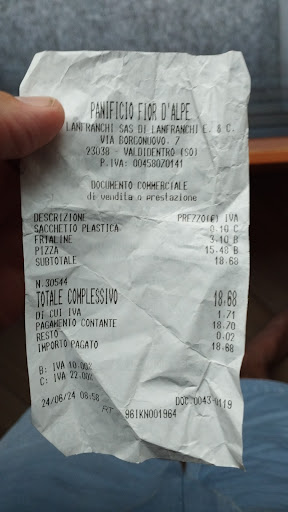 PANIFICIO FIOR D'ALPE
LANFRANCHI SAS DI LANFRANCHI E. & C.
VIA BORGONUOVO, 7
23038 - VALDIDENTRO (SO)
P.IVA: 00458070141
DOCUMENTO COMMERCIALE
di vendita o prestazione
DESCRIZIONE PREZZO(€) IVA
SACCHETTO PLASTICA 0.10 C
FRIALINE 3.10 B
PIZZA 15.48 B
SUBTOTALE 18.68
N.30544
TOTALE COMPLESSIVO 18.68
DI CUI IVA 1.71
PAGAMENTO CONTANTE 18.70
RESTO 0.02
IMPORTO PAGATO 18.68
B: IVA 10.00%
C: IVA 22.00%
24/06/24 08:58 DOC.0043-0119
96IKN001964